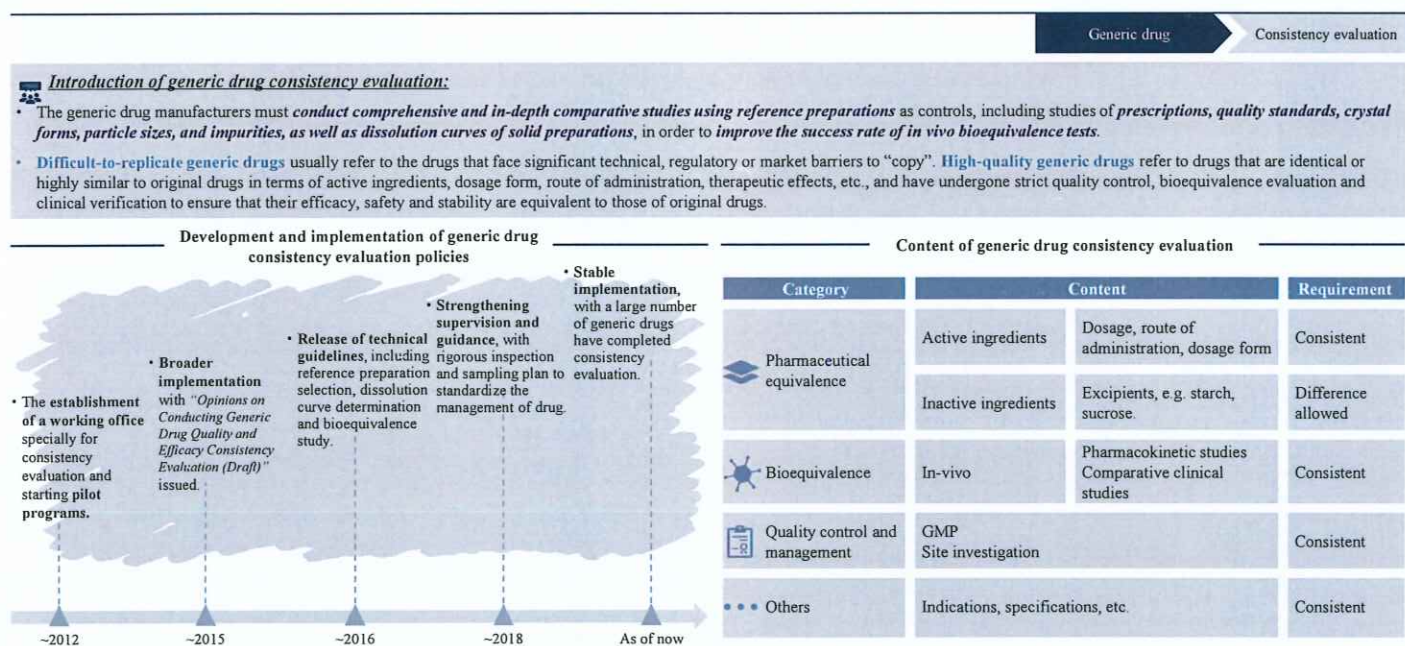 Generic drug
Consistency evaluation
Introduction of generic drug consistency evaluation:
• The generic drug manufacturers must conduct comprehensive and in-depth comparative studies using reference preparations as controls, including studies of prescriptions, quality standards, crystal
forms, particle sizes, and impurities, as well as dissolution curves of solid preparations, in order to improve the success rate of in vivo bioequivalence tests.
• Difficult-to-replicate generic drugs usually refer to the drugs that face significant technical, regulatory or market barriers to “copy”. High-quality generic drugs refer to drugs that are identical or
highly similar to original drugs in terms of active ingredients, dosage form, route of administration, therapeutic effects, etc., and have undergone strict quality control, bioequivalence evaluation and
clinical verification to ensure that their efficacy, safety and stability are equivalent to those of original drugs.
Development and implementation of generic drug
consistency evaluation policies
• The establishment
of a working office
specially for
consistency
evaluation and
starting pilot
programs.
• Broader
implementation
with “Opinions on
Conducting Generic
Drug Quality and
Efficacy Consistency
Evaluation (Draft)”
issued.
• Release of technical
guidelines, including
reference preparation
selection, dissolution
curve determination
and bioequivalence
study.
• Strengthening
supervision and
guidance, with
rigorous inspection
and sampling plan to
standardize the
management of drug.
• Stable
implementation,
with a large number
of generic drugs
have completed
consistency
evaluation.
~2012
~2015
~2016
~2018
As of now
Content of generic drug consistency evaluation
Category
Content
Requirement
Pharmaceutical
equivalence
Active ingredients
Dosage, route of
administration, dosage form
Consistent
Inactive ingredients
Excipients, e.g. starch,
sucrose.
Difference
allowed
Bioequivalence
In-vivo
Pharmacokinetic studies
Comparative clinical
studies
Consistent
Quality control and
management
GMP
Site investigation
Consistent
Others
Indications, specifications, etc.
Consistent